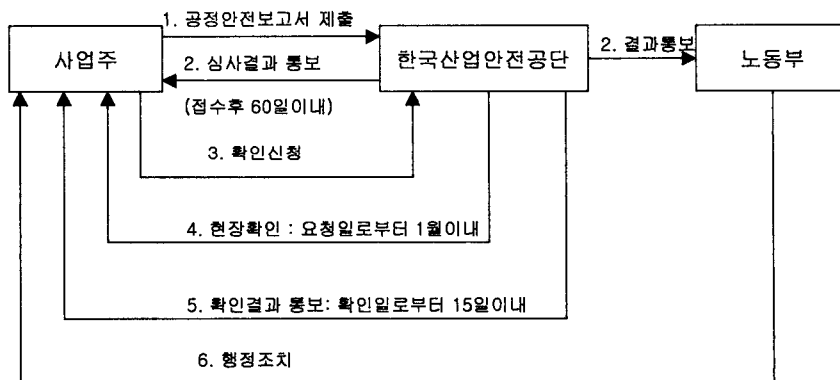 1. 공정안전보고서 제출
사업주
2. 심사결과 통보
(접수후 60일이내)
한국산업안전공단
2. 결과통보
노동부
3. 확인신청
4. 현장확인 : 요청일로부터 1월이내
5. 확인결과 통보: 확인일로부터 15일이내
6. 행정조치